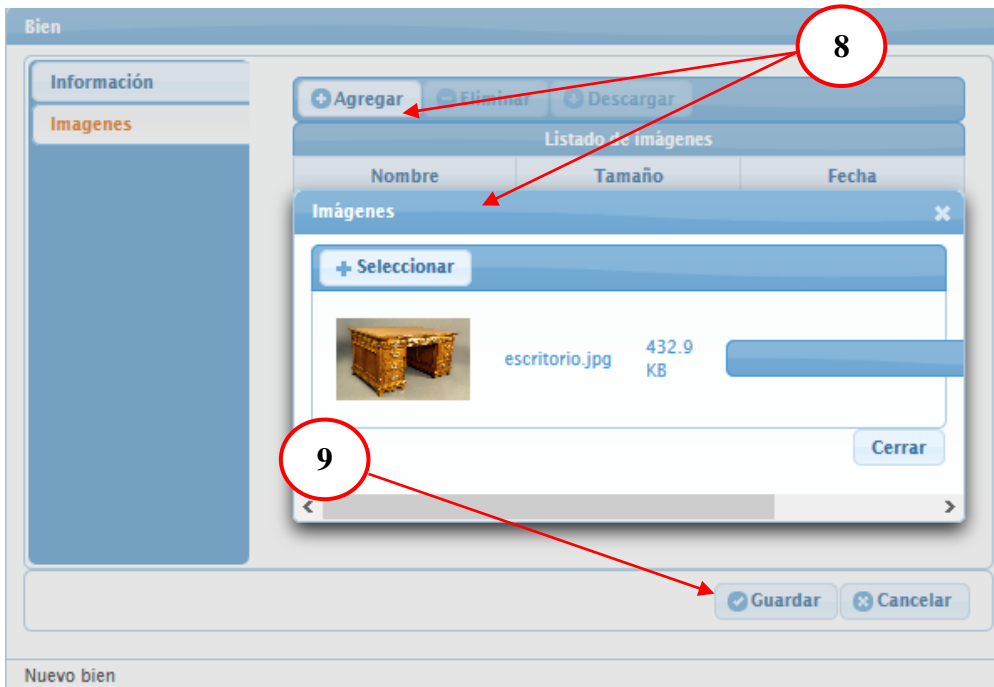 Bien
8
Información
Imagenes
Agregar Eliminar Descargar
Listado de imágenes
Nombre Tamaño Fecha
Imágenes
Seleccionar
escritorio.jpg 432.9
KB
Cerrar
9
Guardar Cancelar
Nuevo bien